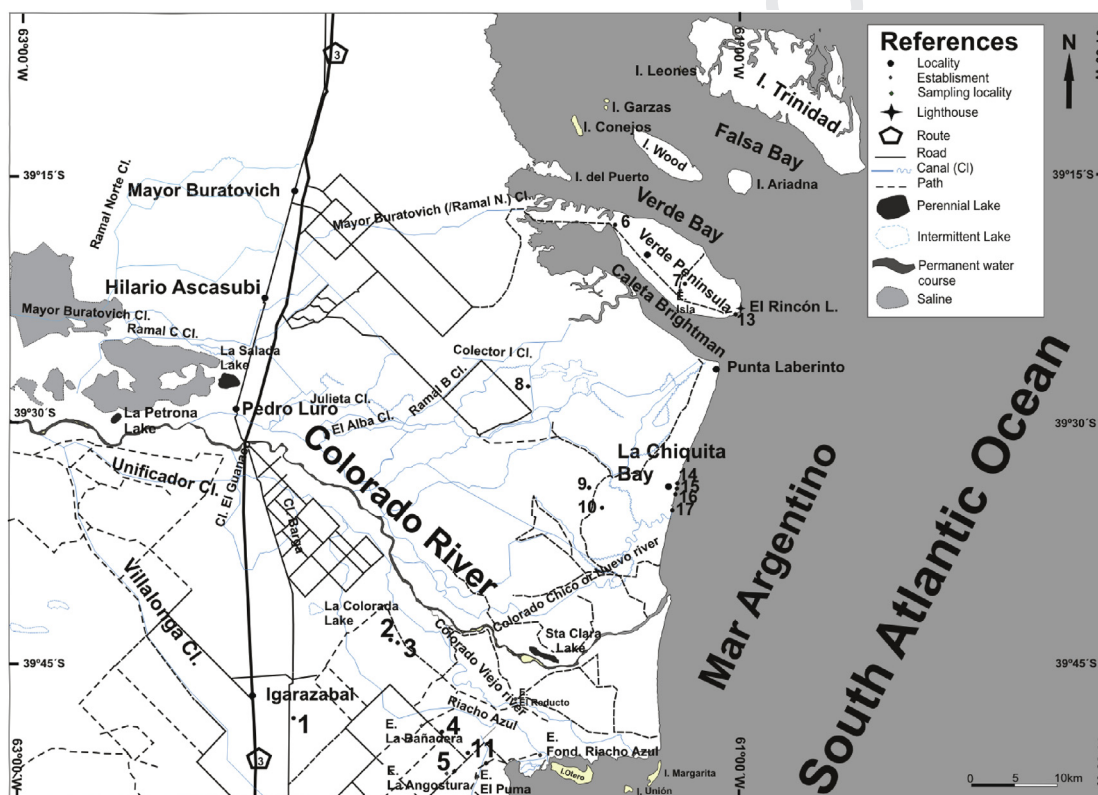 63°00´W
3
61°00´W
References
Locality
Establisment
Sampling locality
Lighthouse
Route
Road
Canal (Cl)
Path
Perennial Lake
Intermittent Lake
Permanent water
course
Saline
N
I. Leones
I. Trinidad
I. Garzas
I. Conejos
Falsa Bay
I. Wood
39°15´S
39°15´S
Ramal Norte Cl.
Mayor Buratovich
I. del Puerto
I. Ariadna
Verde Bay
Mayor Buratovich (/Ramal N.) Cl.
6
Verde Peninsula
7
E.
Isla
Caleta Brightman
El Rincón L.
13
Hilario Ascasubi
Mayor Buratovich Cl.
Ramal C Cl.
La Salada
Lake
Colector I Cl.
Punta Laberinto
8
Ramal B Cl.
Julieta Cl.
El Alba Cl.
39°30´S
39°30´S
La Petrona
Lake
Pedro Luro
Colorado River
Unificador Cl.
Cl. El Guanaco
Cl. Barga
La Chiquita
Bay
14
15
16
17
9
10
Mar Argentino
South Atlantic Ocean
Villalonga Cl.
La Colorada
Lake
2
3
Colorado Chico or Nuevo river
Sta Clara
Lake
Colorado Viejo river
39°45´S
39°45´S
Igarazabal
1
E.
El Reducto
Riacho Azul
E.
La Bañadera
4
11
E.
Fond. Riacho Azul
5
E.
La Angostura
E.
El Puma
I.Otero
I. Margarita
I. Unión
3
63°00´W
61°00´W
0 5 10km